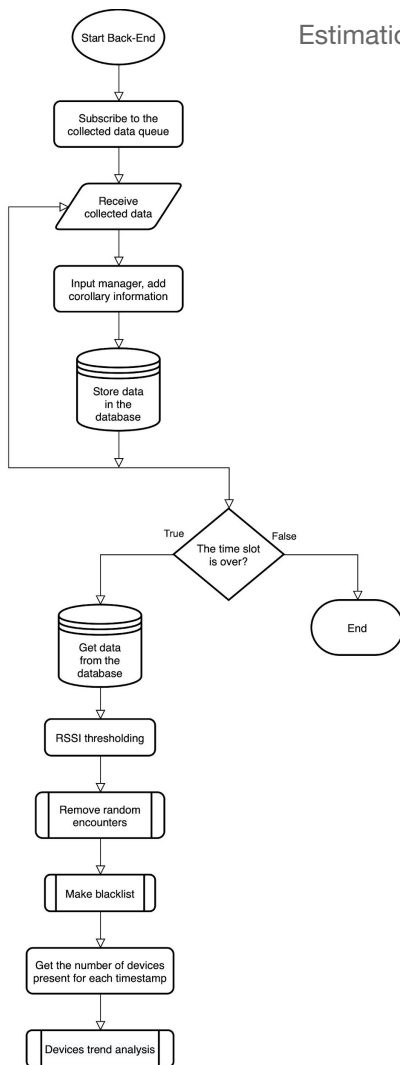 Start Back-End
Estimatio
Subscribe to the
collected data queue
Receive
collected data
Input manager, add
corollary information
Store data
in the
database
True
False
The time slot
is over?
Get data
from the
database
End
RSSI thresholding
Remove random
encounters
Make blacklist
Get the number of devices
present for each timestamp
Devices trend analysis